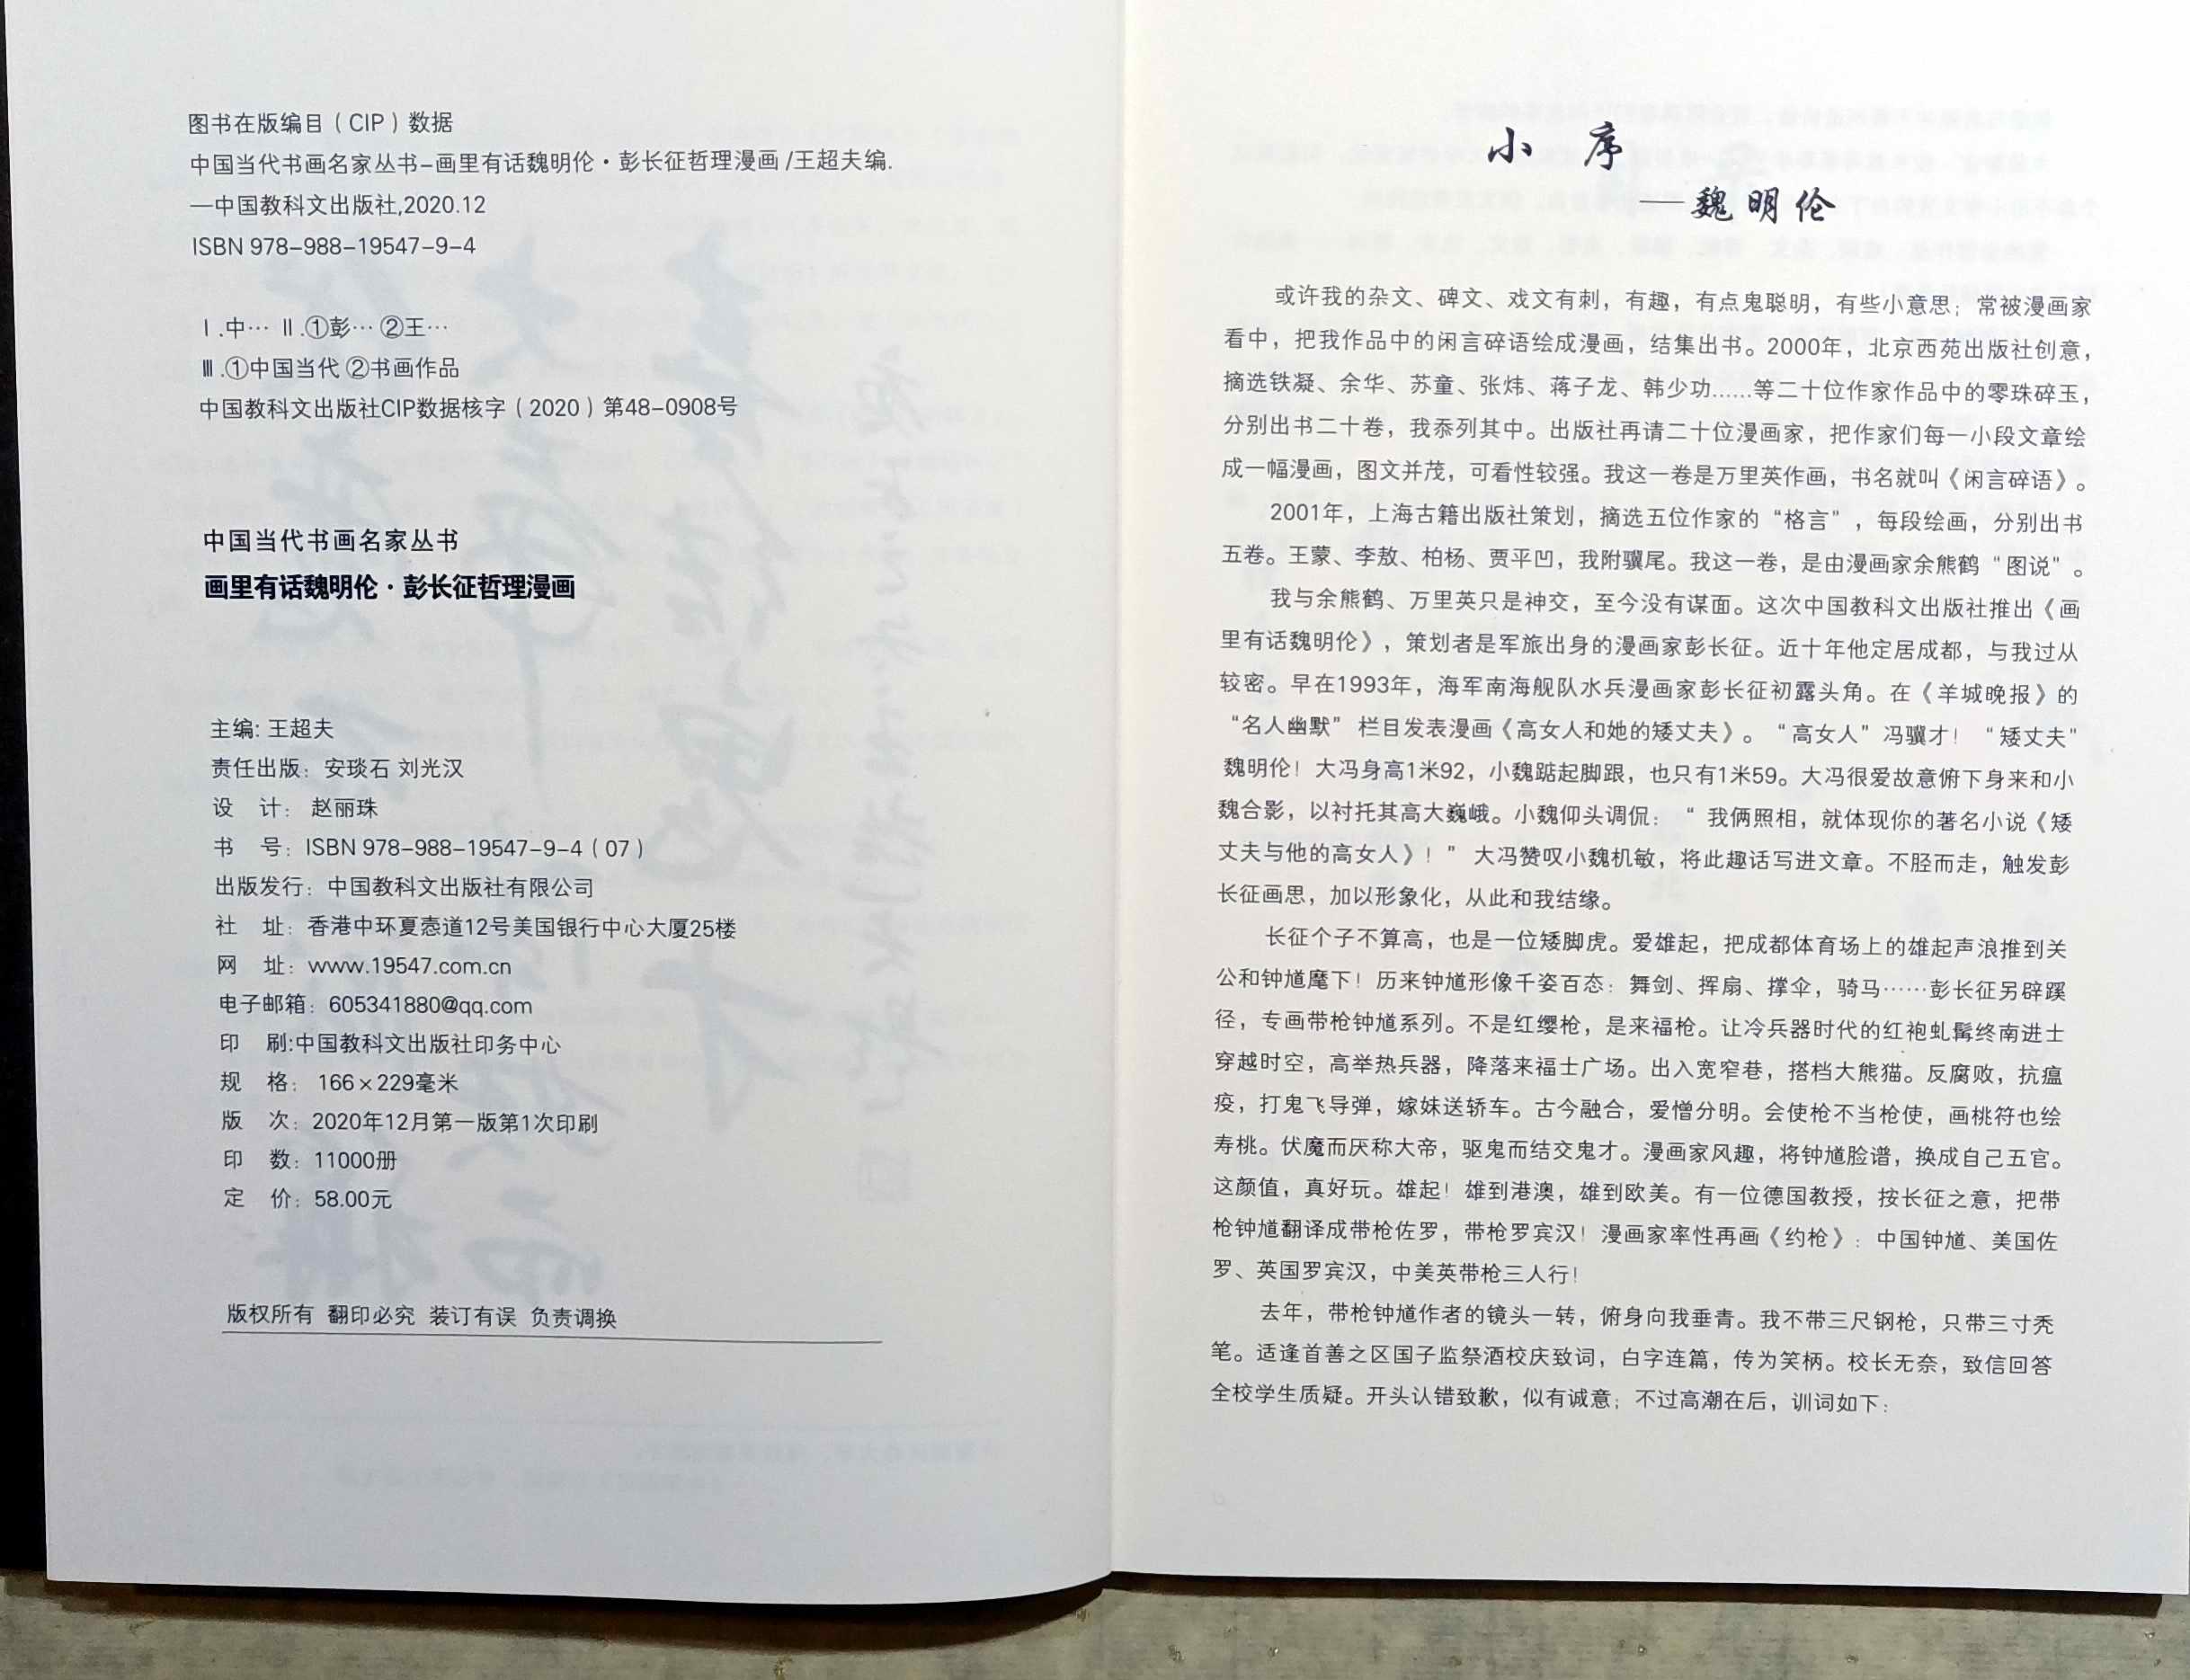 图书在版编目（CIP）数据
中国当代书画名家丛书–画里有话魏明伦·彭长征哲理漫画 /王超夫编.
—中国教科文出版社,2020.12
ISBN 978–988–19547–9–4
Ⅰ.中… Ⅱ.①彭… ②王…
Ⅲ.①中国当代 ②书画作品
中国教科文出版社CIP数据核字（2020）第48–0908号
中国当代书画名家丛书
画里有话魏明伦·彭长征哲理漫画
主编: 王超夫
责任出版：安琰石 刘光汉
设 计： 赵丽珠
书 号：ISBN 978–988–19547–9–4（07）
出版发行：中国教科文出版社有限公司
社 址：香港中环夏悫道12号美国银行中心大厦25楼
网 址：www.19547.com.cn
电子邮箱：605341880@qq.com
印 刷:中国教科文出版社印务中心
规 格： 166×229毫米
版 次：2020年12月第一版第1次印刷
印 数：11000册
定 价：58.00元
版权所有 翻印必究 装订有误 负责调换
小 序
——魏明伦
或许我的杂文、碑文、戏文有刺，有趣，有点鬼聪明，有些小意思；常被漫画家
看中，把我作品中的闲言碎语绘成漫画，结集出书。2000年，北京西苑出版社创意，
摘选铁凝、余华、苏童、张炜、蒋子龙、韩少功……等二十位作家作品中的零珠碎玉，
分别出书二十卷，我忝列其中。出版社再请二十位漫画家，把作家们每一小段文章绘
成一幅漫画，图文并茂，可看性较强。我这一卷是万里英作画，书名就叫《闲言碎语》。
2001年，上海古籍出版社策划，摘选五位作家的“格言”，每段绘画，分别出书
五卷。王蒙、李敖、柏杨、贾平凹，我附骥尾。我这一卷，是由漫画家余熊鹤“图说”。
我与余熊鹤、万里英只是神交，至今没有谋面。这次中国教科文出版社推出《画
里有话魏明伦》，策划者是军旅出身的漫画家彭长征。近十年他定居成都，与我过从
较密。早在1993年，海军南海舰队水兵漫画家彭长征初露头角。在《羊城晚报》的
“名人幽默”栏目发表漫画《高女人和她的矮丈夫》。“高女人”冯骥才！“矮丈夫”
魏明伦！大冯身高1米92，小魏踮起脚跟，也只有1米59。大冯很爱故意俯下身来和小
魏合影，以衬托其高大巍峨。小魏仰头调侃：“ 我俩照相，就体现你的著名小说《矮
丈夫与他的高女人》！” 大冯赞叹小魏机敏，将此趣话写进文章。不胫而走，触发彭
长征画思，加以形象化，从此和我结缘。
长征个子不算高，也是一位矮脚虎。爱雄起，把成都体育场上的雄起声浪推到关
公和钟馗麾下！历来钟馗形像千姿百态：舞剑、挥扇、撑伞，骑马……彭长征另辟蹊
径，专画带枪钟馗系列。不是红缨枪，是来福枪。让冷兵器时代的红袍虬髯终南进士
穿越时空，高举热兵器，降落来福士广场。出入宽窄巷，搭档大熊猫。反腐败，抗瘟
疫，打鬼飞导弹，嫁妹送轿车。古今融合，爱憎分明。会使枪不当枪使，画桃符也绘
寿桃。伏魔而厌称大帝，驱鬼而结交鬼才。漫画家风趣，将钟馗脸谱，换成自己五官。
这颜值，真好玩。雄起！雄到港澳，雄到欧美。有一位德国教授，按长征之意，把带
枪钟馗翻译成带枪佐罗，带枪罗宾汉！漫画家率性再画《约枪》：中国钟馗、美国佐
罗、英国罗宾汉，中美英带枪三人行！
去年，带枪钟馗作者的镜头一转，俯身向我垂青。我不带三尺钢枪，只带三寸秃
笔。适逢首善之区国子监祭酒校庆致词，白字连篇，传为笑柄。校长无奈，致信回答
全校学生质疑。开头认错致歉，似有诚意；不过高潮在后，训词如下：